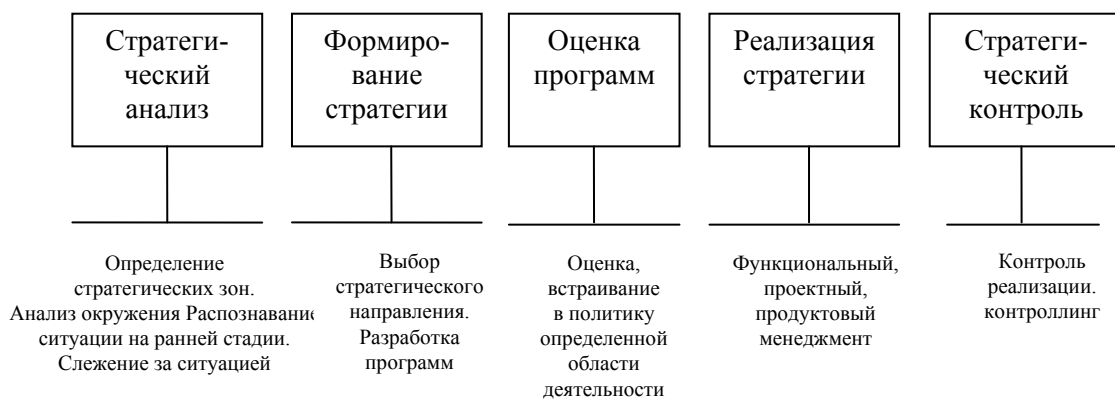 Стратеги-
ческий
анализ
Формиро-
вание
стратегии
Оценка
программ
Реализация
стратегии
Стратеги-
ческий
контроль
Определение
стратегических зон.
Анализ окружения Распознавание
ситуации на ранней стадии.
Слежение за ситуацией
Выбор
стратегического
направления.
Разработка
программ
Оценка,
встраивание
в политику
определенной
области
деятельности
Функциональный,
проектный,
продуктовый
менеджмент
Контроль
реализации.
контроллинг